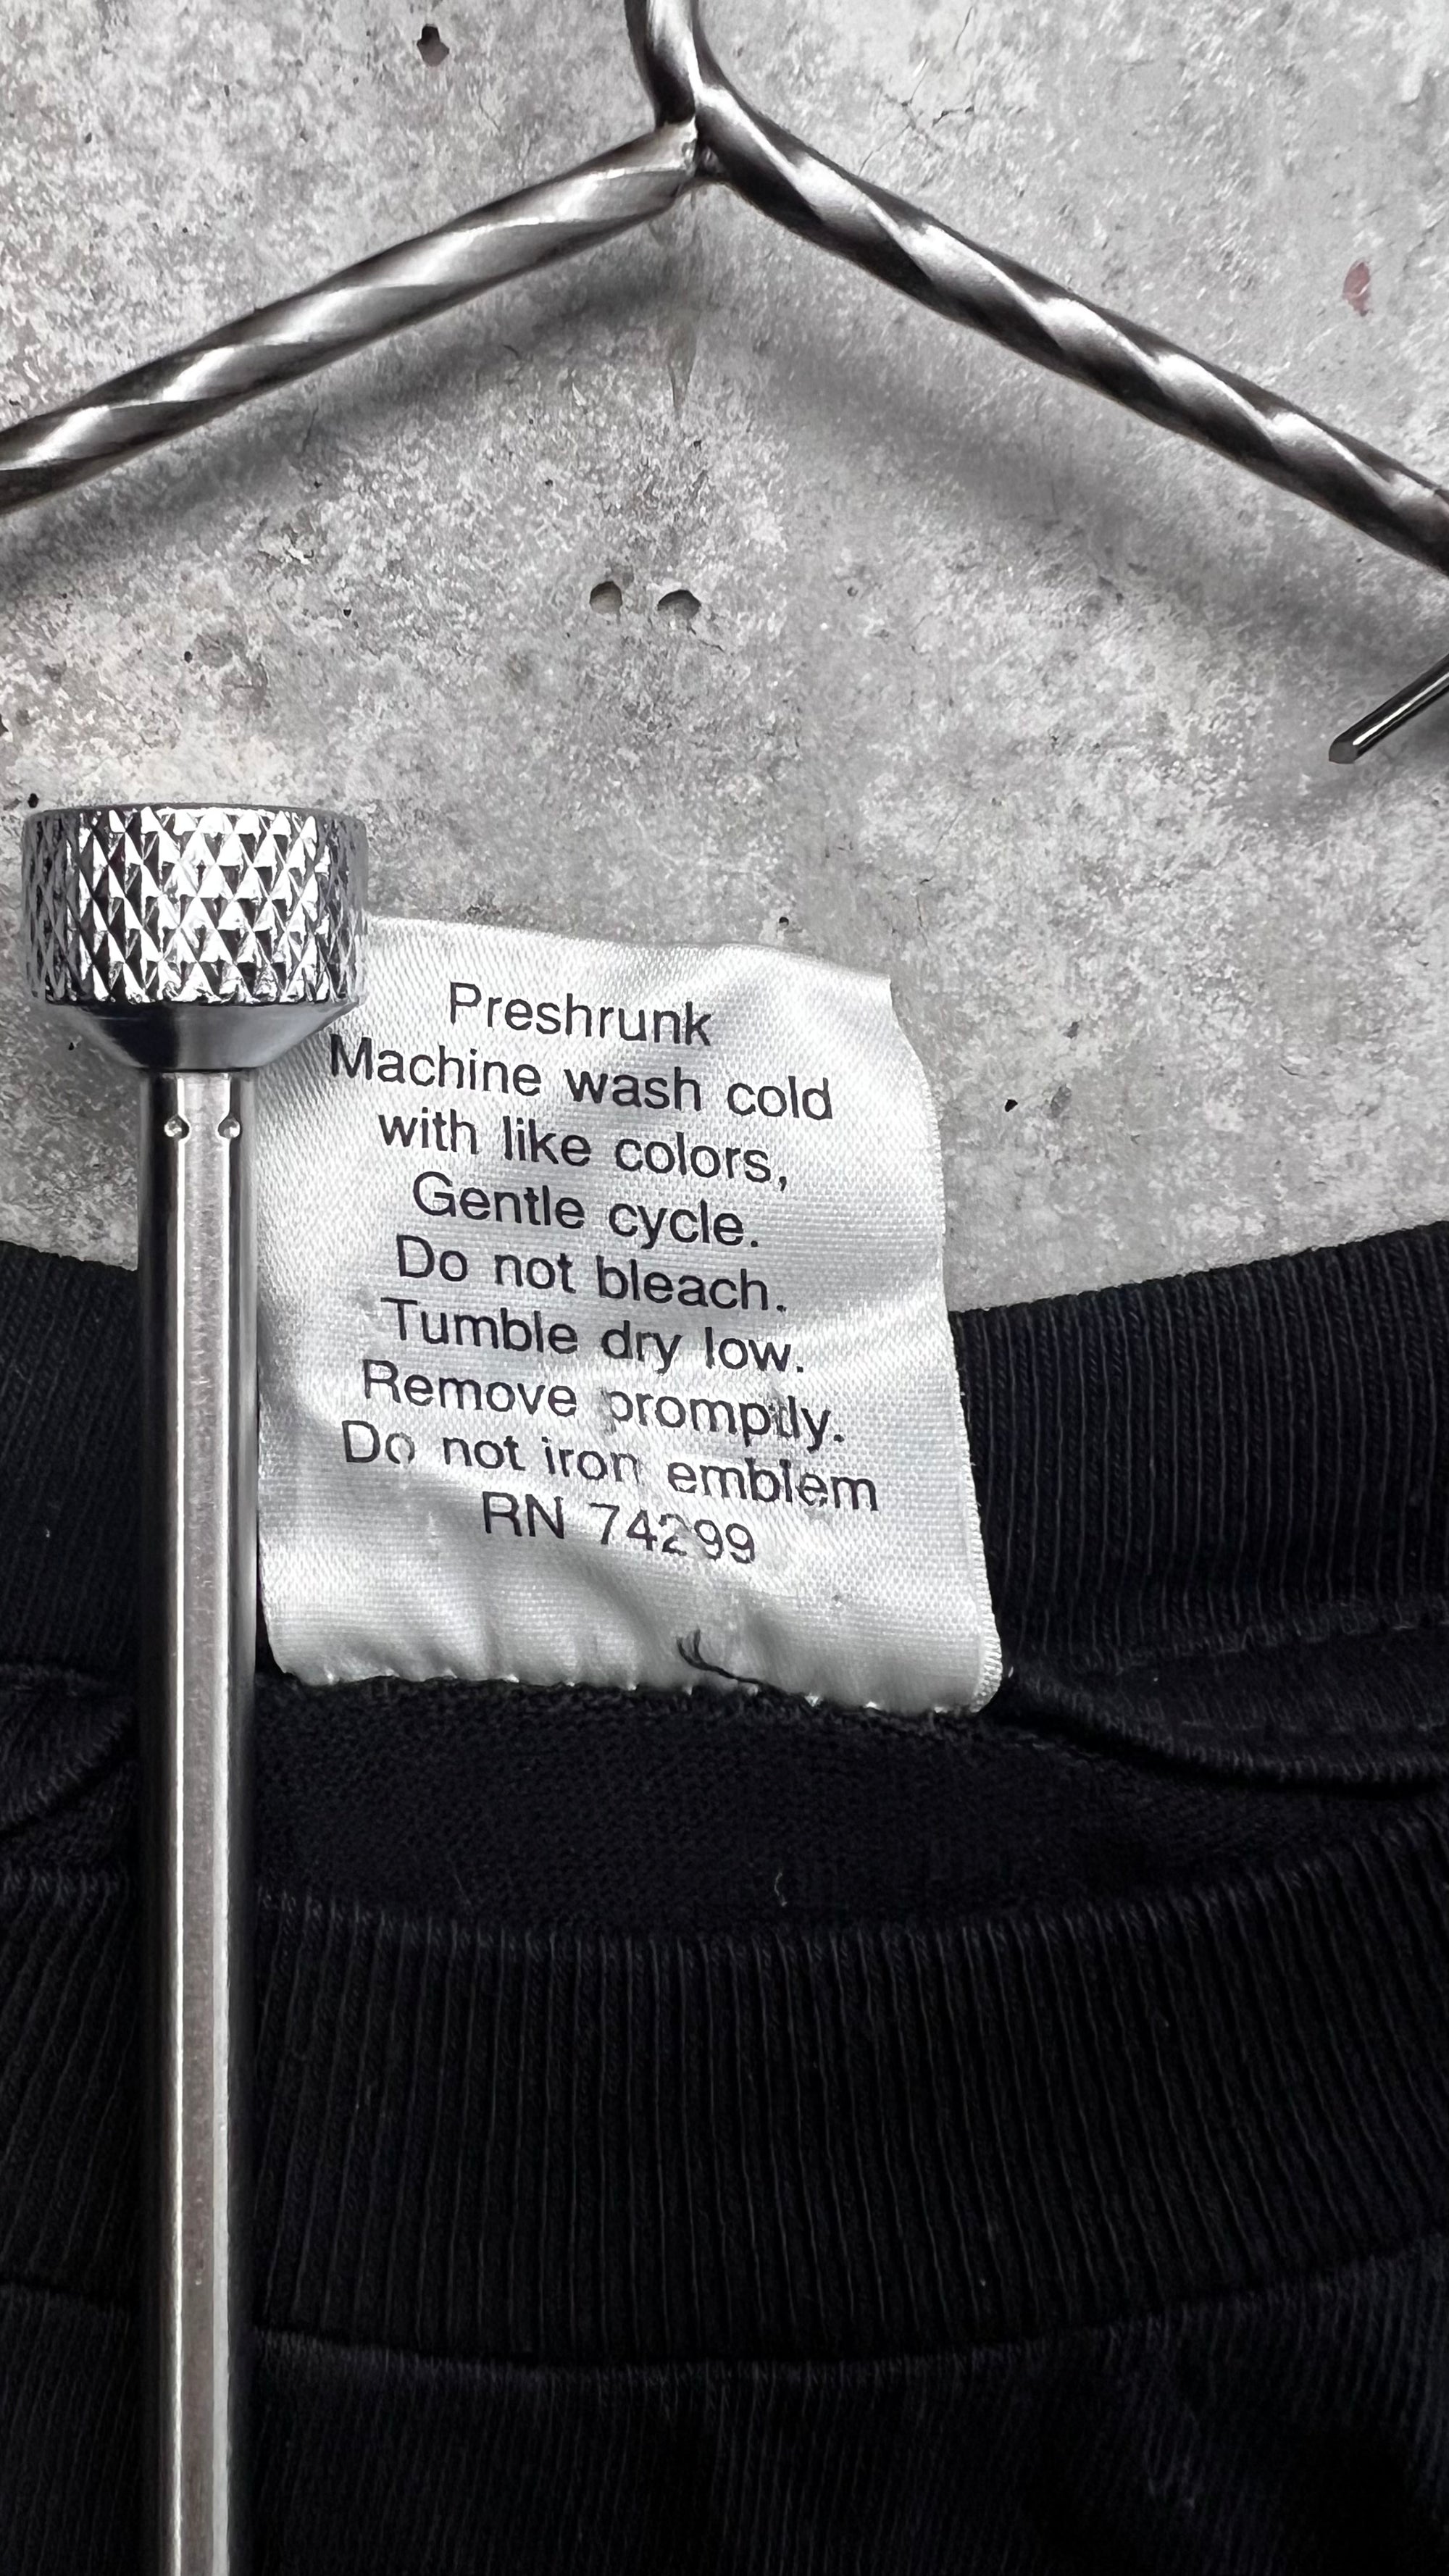 Preshrunk
Machine wash cold
with like colors,
Gentle cycle.
Do not bleach.
Tumble dry low.
Remove promptly.
Do not iron emblem
RN 74299